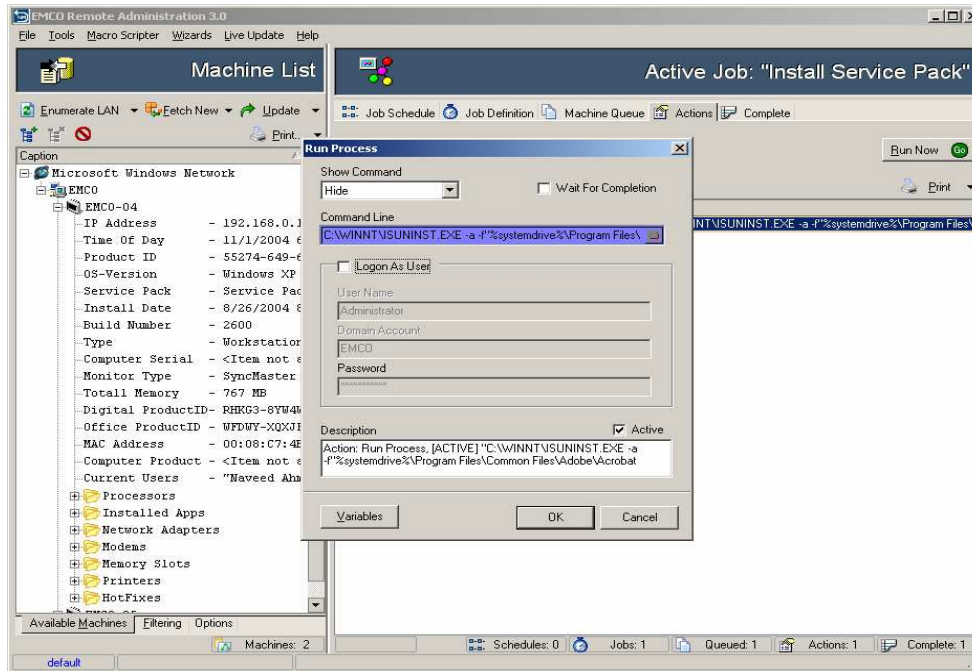 EMCO Remote Administration 3.0
File Tools Macro Scripter Wizards Live Update Help
Machine List
Active Job: "Install Service Pack"
Enumerate LAN Fetch New Update
Job Schedule Job Definition Machine Queue Actions Complete
Print..
Run Now Go
Print
Caption
Microsoft Windows Network
EMCO
EMCO-04
IP Address - 192.168.0.1
Time Of Day - 11/1/2004 6
Product ID - 55274-649-6
OS-Version - Windows XP
Service Pack - Service Pac
Install Date - 8/26/2004 8
Build Number - 2600
Type - Workstation
Computer Serial - <Item not s
Monitor Type - SyncMaster
Totall Memory - 767 MB
Digital ProductID- RHKG3-8YW4W
Office ProductID - WFDWY-XQXJH
MAC Address - 00:08:C7:4E
Computer Product - <Item not s
Current Users - "Naveed Ahm
Processors
Installed Apps
Network Adapters
Modems
Memory Slots
Printers
HotFixes
Available Machines Filtering Options
Machines: 2
default
Run Process
Show Command
Hide
Wait For Completion
Command Line
C:\WINNT\ISUNINST.EXE -a -f"%systemdrive%\Program Files\
NT\ISUNINST.EXE -a -f"%systemdrive%\Program Files\
Logon As User
User Name
Administrator
Domain Account
EMCO
Password
**********
Description
Active
Action: Run Process, [ACTIVE] "C:\WINNT\ISUNINST.EXE -a
-f"%systemdrive%\Program Files\Common Files\Adobe\Acrobat
Variables
OK
Cancel
Schedules: 0 Jobs: 1 Queued: 1 Actions: 1 Complete: 1